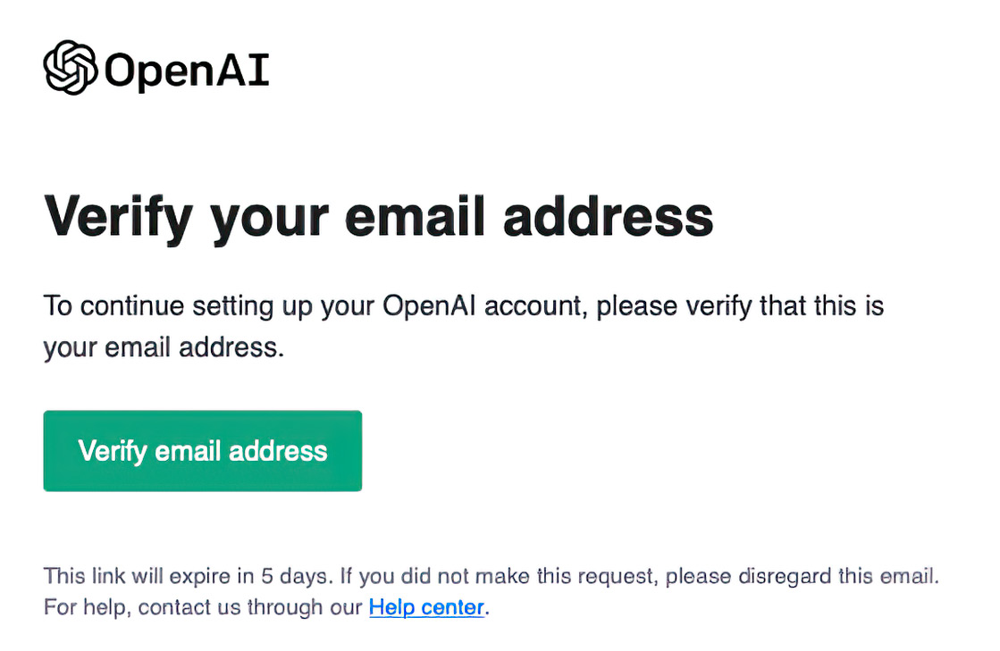 OpenAI
Verify your email address
To continue setting up your OpenAI account, please verify that this is
your email address.
Verify email address
This link will expire in 5 days. If you did not make this request, please disregard this email.
For help, contact us through our Help center.